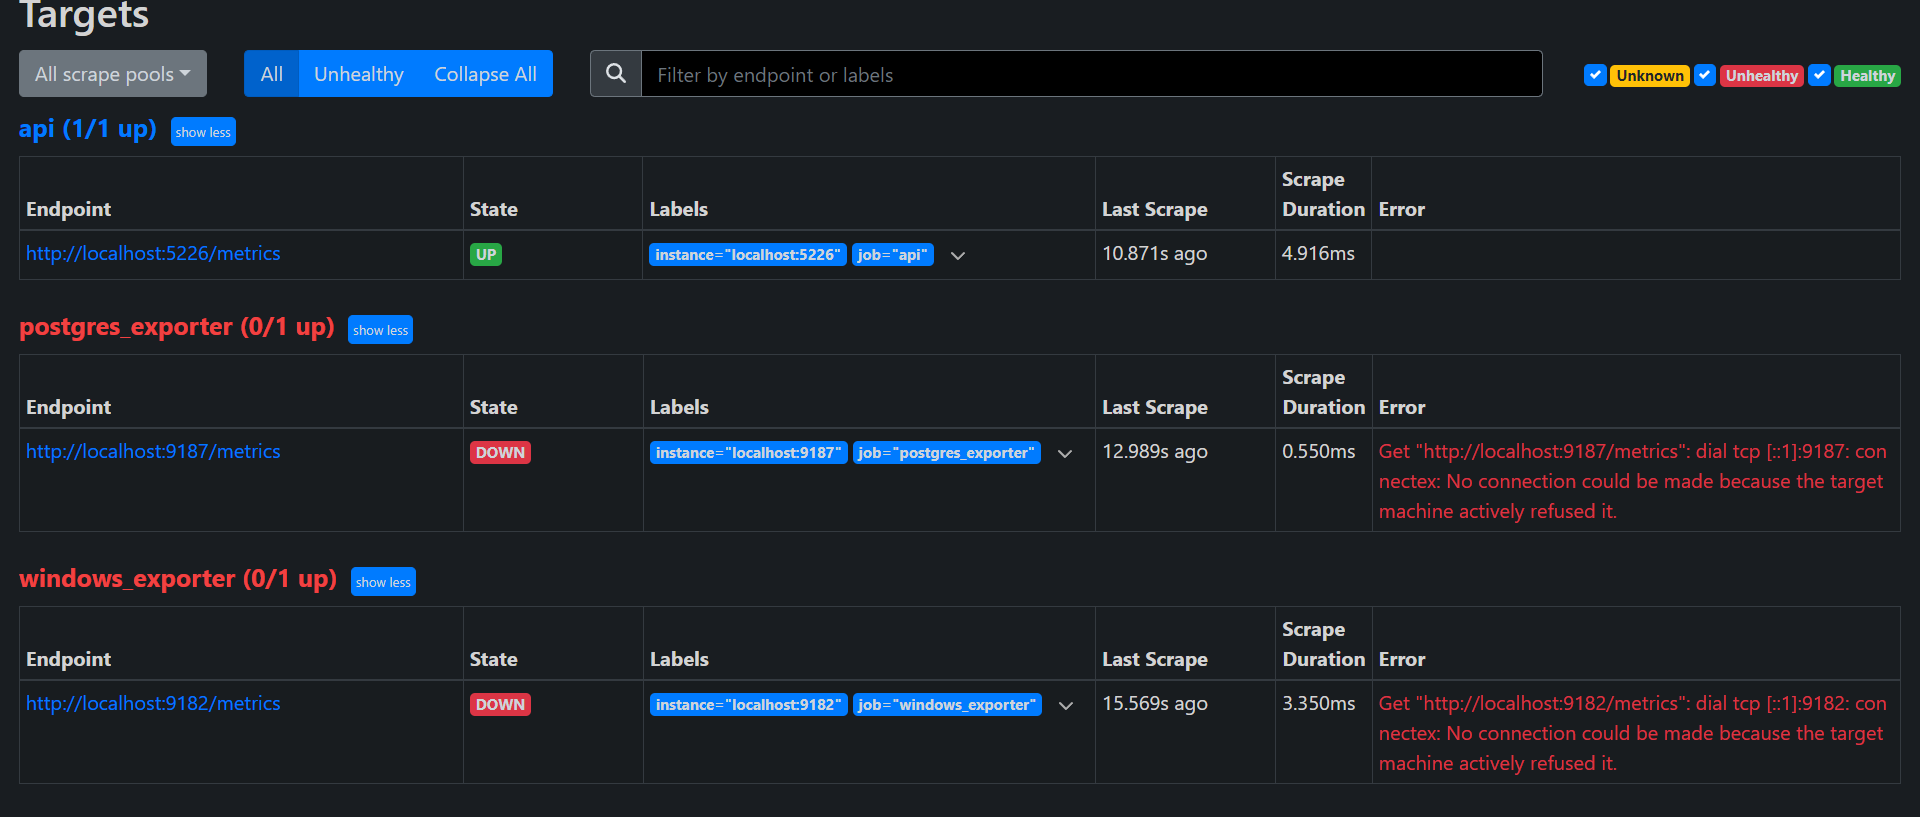 Targets
All scrape pools
All Unhealthy Collapse All
Filter by endpoint or labels
Unknown Unhealthy Healthy
api (1/1 up) show less
Endpoint State Labels Last Scrape Scrape Duration Error
http://localhost:5226/metrics UP instance="localhost:5226" job="api" 10.871s ago 4.916ms
postgres_exporter (0/1 up) show less
Endpoint State Labels Last Scrape Scrape Duration Error
http://localhost:9187/metrics DOWN instance="localhost:9187" job="postgres_exporter" 12.989s ago 0.550ms Get "http://localhost:9187/metrics": dial tcp [::1]:9187: con
nectex: No connection could be made because the target
machine actively refused it.
windows_exporter (0/1 up) show less
Endpoint State Labels Last Scrape Scrape Duration Error
http://localhost:9182/metrics DOWN instance="localhost:9182" job="windows_exporter" 15.569s ago 3.350ms Get "http://localhost:9182/metrics": dial tcp [::1]:9182: con
nectex: No connection could be made because the target
machine actively refused it.